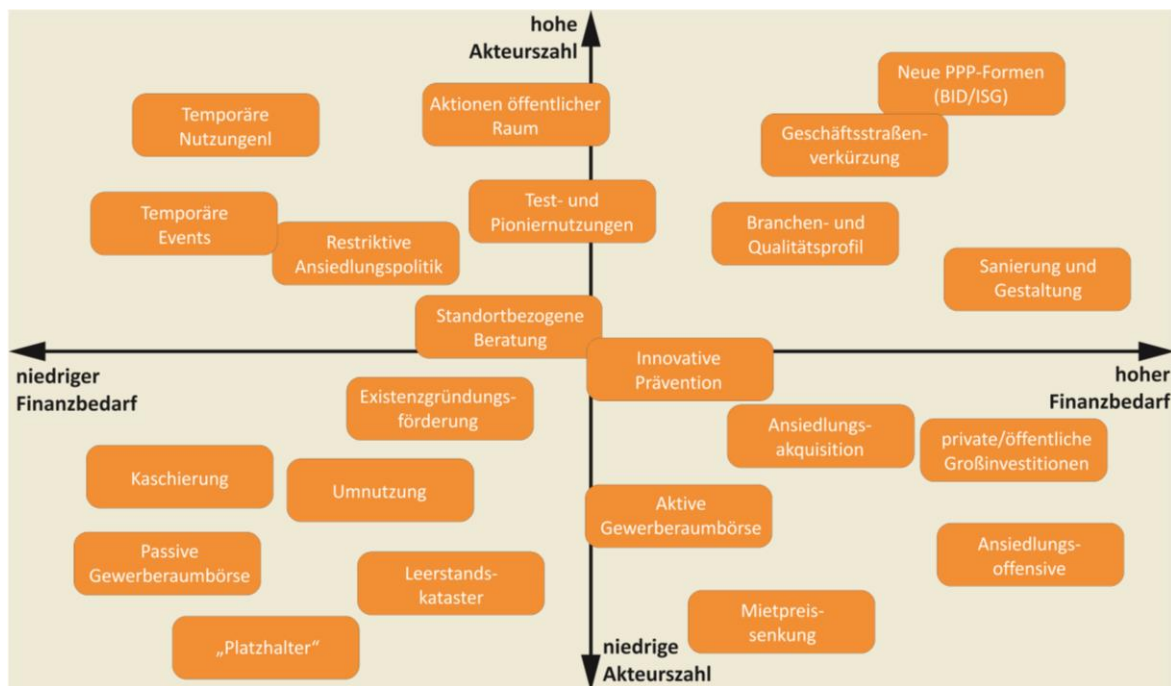 hohe
Akteurszahl
Neue PPP-Formen
(BID/ISG)
Temporäre
Nutzungenl
Aktionen öffentlicher
Raum
Geschäftsstraßen-
verkürzung
Temporäre
Events
Restriktive
Ansiedlungspolitik
Test- und
Pioniernutzungen
Branchen- und
Qualitätsprofil
Sanierung und
Gestaltung
Standortbezogene
Beratung
Innovative
Prävention
niedriger
Finanzbedarf
hoher
Finanzbedarf
Existenzgründungs-
förderung
Ansiedlungs-
akquisition
private/öffentliche
Großinvestitionen
Kaschierung
Umnutzung
Aktive
Gewerberaumbörse
Passive
Gewerberaumbörse
Leerstands-
kataster
Ansiedlungs-
offensive
Mietpreis-
senkung
„Platzhalter“
niedrige
Akteurszahl